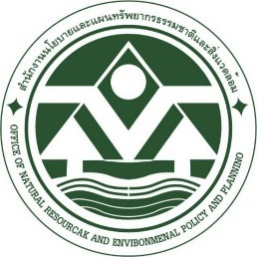 สำนักงานนโยบายและแผนทรัพยากรธรรมชาติและสิ่งแวดล้อม
OFFICE OF NATURAL RESOURCAK AND ENVIBONMENAL POLICY AND PLANNINO